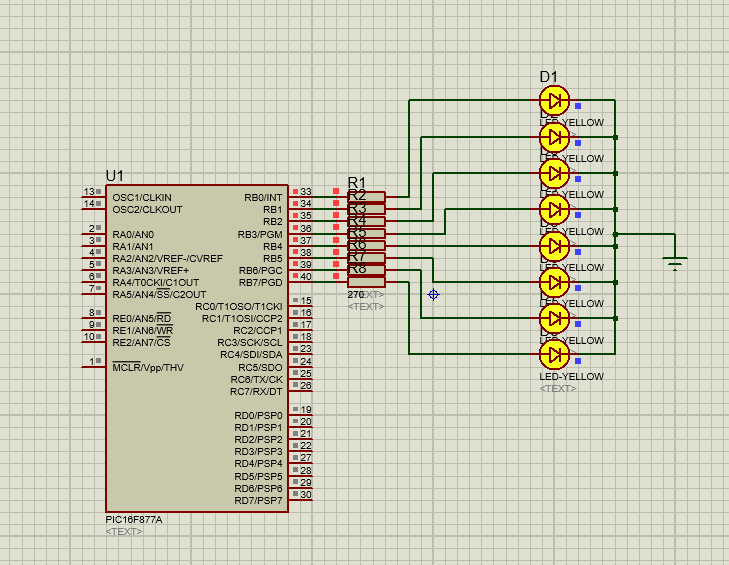 D1
LED-YELLOW
U1
R1
R2
R3
R4
R5
R6
R7
R8
270
<TEXT>
<TEXT>
13 OSC1/CLKIN
14 OSC2/CLKOUT
2 RA0/AN0
3 RA1/AN1
4 RA2/AN2/VREF-/CVREF
5 RA3/AN3/VREF+
6 RA4/T0CKI/C1OUT
7 RA5/AN4/SS/C2OUT
8 RE0/AN5/RD
9 RE1/AN6/WR
10 RE2/AN7/CS
1 MCLR/Vpp/THV
RB0/INT 33
RB1 34
RB2 35
RB3/PGM 36
RB4 37
RB5 38
RB6/PGC 39
RB7/PGD 40
RC0/T1OSO/T1CKI 15
RC1/T1OSI/CCP2 16
RC2/CCP1 17
RC3/SCK/SCL 18
RC4/SDI/SDA 23
RC5/SDO 24
RC6/TX/CK 25
RC7/RX/DT 26
RD0/PSP0 19
RD1/PSP1 20
RD2/PSP2 21
RD3/PSP3 22
RD4/PSP4 27
RD5/PSP5 28
RD6/PSP6 29
RD7/PSP7 30
PIC16F877A
<TEXT>
LED-YELLOW
LED-YELLOW
LED-YELLOW
LED-YELLOW
LED-YELLOW
LED-YELLOW
LED-YELLOW
<TEXT>